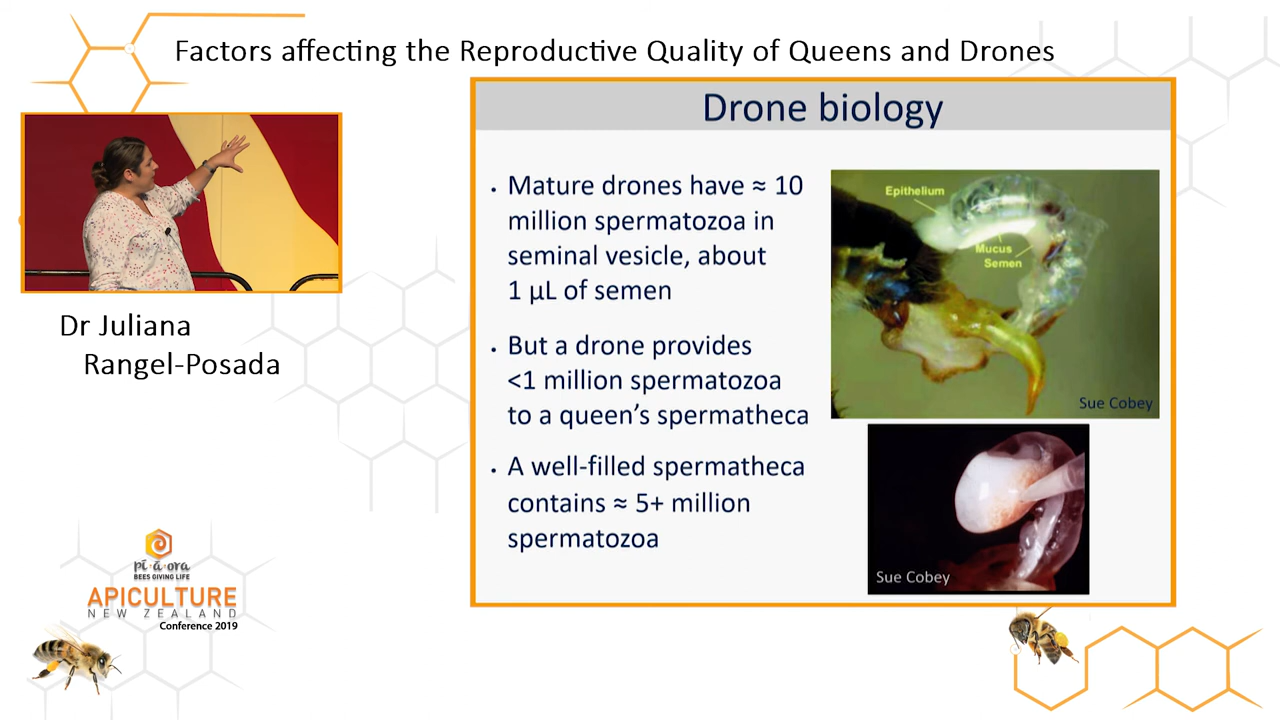 Factors affecting the Reproductive Quality of Queens and Drones
Dr Juliana
Rangel-Posada
pī·ā·ora
BEES GIVING LIFE
APICULTURE
NEW ZEALAND
Conference 2019
Drone biology
• Mature drones have ≈ 10
million spermatozoa in
seminal vesicle, about
1 µL of semen
• But a drone provides
<1 million spermatozoa
to a queen’s spermatheca
• A well-filled spermatheca
contains ≈ 5+ million
spermatozoa
Epithelium
Mucus
Semen
Sue Cobey
Sue Cobey